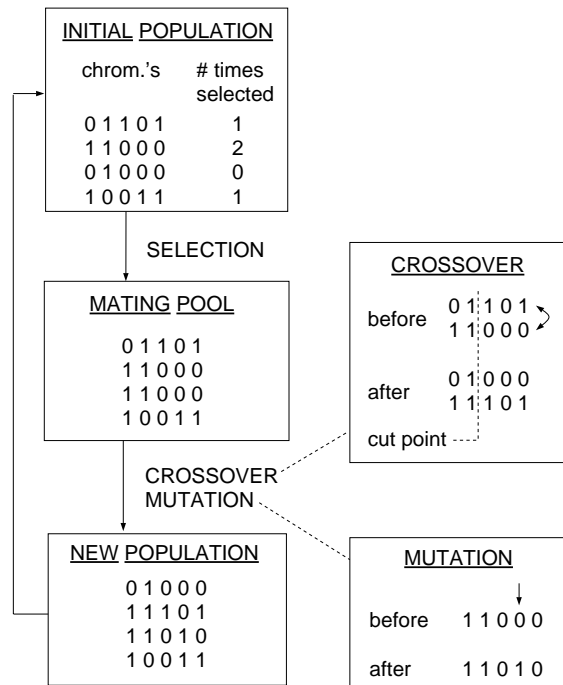 INITIAL POPULATION
chrom.'s # times
selected
0 1 1 0 1 1
1 1 0 0 0 2
0 1 0 0 0 0
1 0 0 1 1 1
SELECTION
MATING POOL
0 1 1 0 1
1 1 0 0 0
1 1 0 0 0
1 0 0 1 1
CROSSOVER
MUTATION
NEW POPULATION
0 1 0 0 0
1 1 1 0 1
1 1 0 1 0
1 0 0 1 1
CROSSOVER
before
0 1 1 0 1
1 1 0 0 0
after
0 1 0 0 0
1 1 1 0 1
cut point
MUTATION
before 1 1 0 0 0
after 1 1 0 1 0